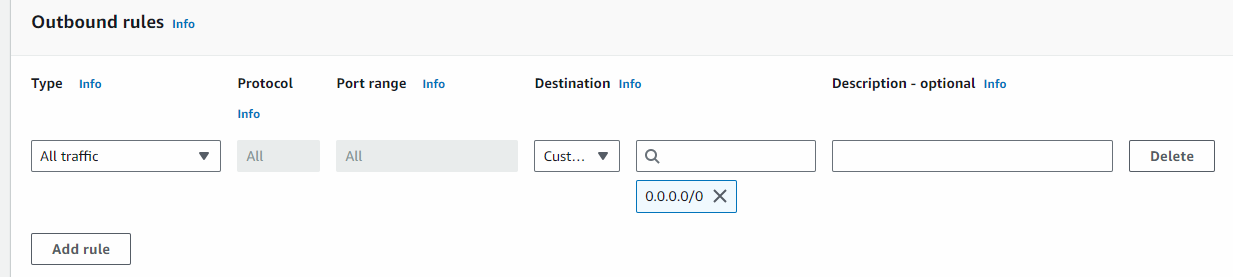 Outbound rules Info
Type Info Protocol Info Port range Info Destination Info Description - optional Info
All traffic All All Cust... Delete
0.0.0.0/0
Add rule